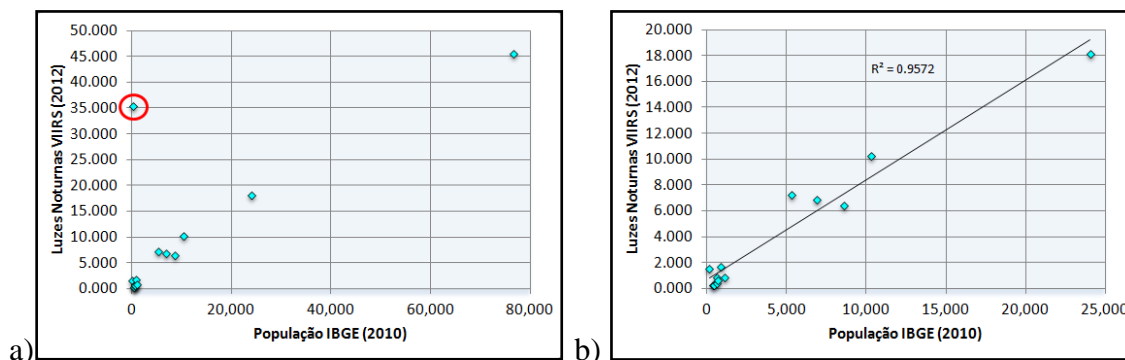 a)
Luzes Noturnas VIIRS (2012)
50.000
45.000
40.000
35.000
30.000
25.000
20.000
15.000
10.000
5.000
0.000
0 20,000 40,000 60,000 80,000
População IBGE (2010)
b)
Luzes Noturnas VIIRS (2012)
20.000
18.000
16.000
14.000
12.000
10.000
8.000
6.000
4.000
2.000
0.000
R² = 0.9572
0 5,000 10,000 15,000 20,000 25,000
População IBGE (2010)